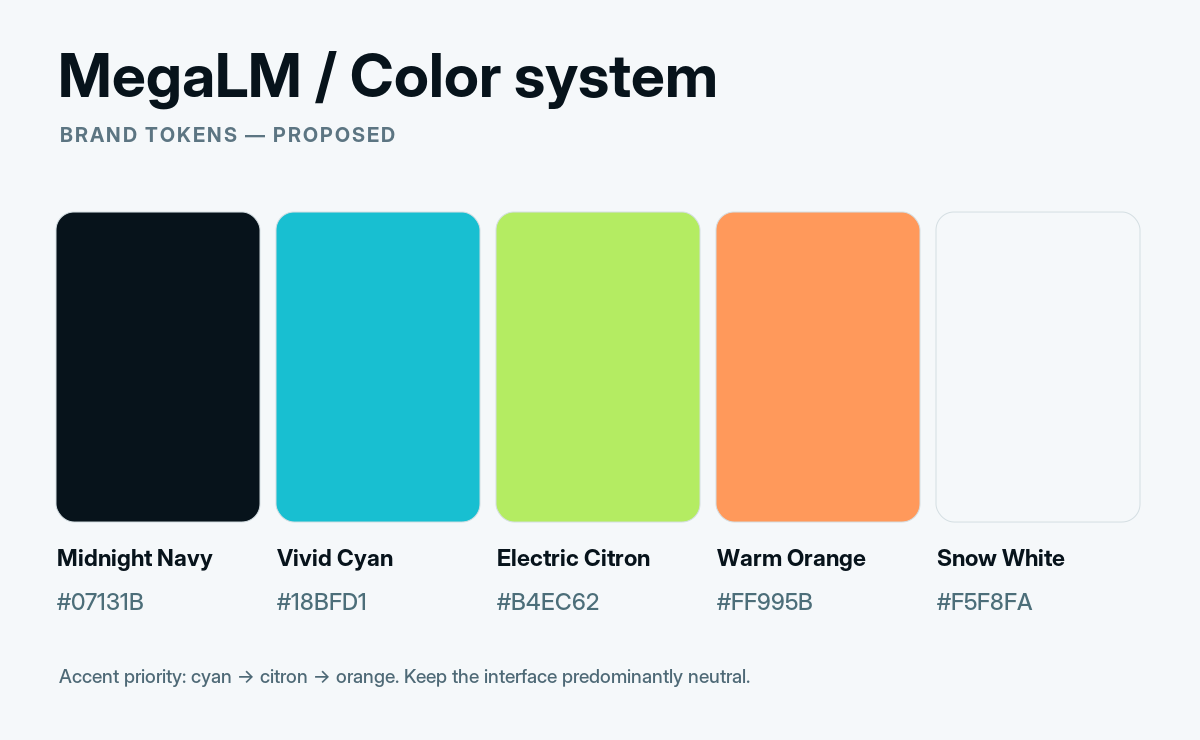 MegaLM / Color system
BRAND TOKENS — PROPOSED
Midnight Navy
#07131B
Vivid Cyan
#18BFD1
Electric Citron
#B4EC62
Warm Orange
#FF995B
Snow White
#F5F8FA
Accent priority: cyan → citron → orange. Keep the interface predominantly neutral.